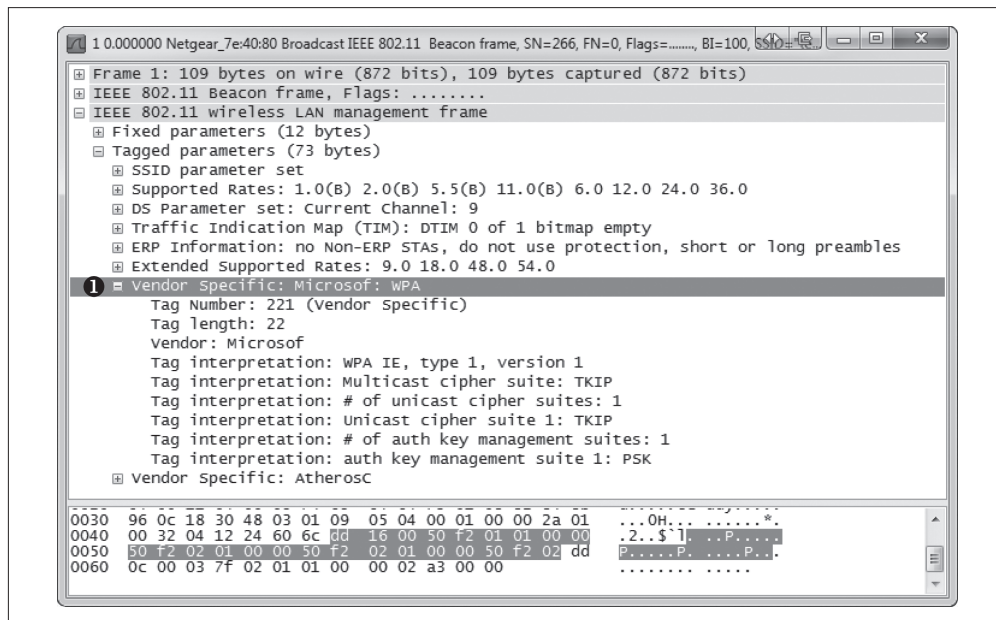 1 0.000000 Netgear_7e:40:80 Broadcast IEEE 802.11 Beacon frame, SN=266, FN=0, Flags=........, BI=100,
Frame 1: 109 bytes on wire (872 bits), 109 bytes captured (872 bits)
IEEE 802.11 Beacon frame, Flags: ........
IEEE 802.11 wireless LAN management frame
Fixed parameters (12 bytes)
Tagged parameters (73 bytes)
SSID parameter set
Supported Rates: 1.0(B) 2.0(B) 5.5(B) 11.0(B) 6.0 12.0 24.0 36.0
DS Parameter set: Current Channel: 9
Traffic Indication Map (TIM): DTIM 0 of 1 bitmap empty
ERP Information: no Non-ERP STAs, do not use protection, short or long preambles
Extended Supported Rates: 9.0 18.0 48.0 54.0
❶ Vendor Specific: Microsof: WPA
Tag Number: 221 (Vendor Specific)
Tag length: 22
Vendor: Microsof
Tag interpretation: WPA IE, type 1, version 1
Tag interpretation: Multicast cipher suite: TKIP
Tag interpretation: # of unicast cipher suites: 1
Tag interpretation: Unicast cipher suite 1: TKIP
Tag interpretation: # of auth key management suites: 1
Tag interpretation: auth key management suite 1: PSK
Vendor Specific: AtherosC
0030 96 0c 18 30 48 03 01 09 05 04 00 01 00 00 2a 01 ...0H... ......*.
0040 00 32 04 12 24 60 6c dd 16 00 50 f2 01 01 00 00 .2..$`l. ..P.....
0050 50 f2 02 01 00 00 50 f2 02 01 00 00 50 f2 02 dd P.....P. ....P...
0060 0c 00 03 7f 02 01 01 00 00 02 a3 00 00 ........ .....